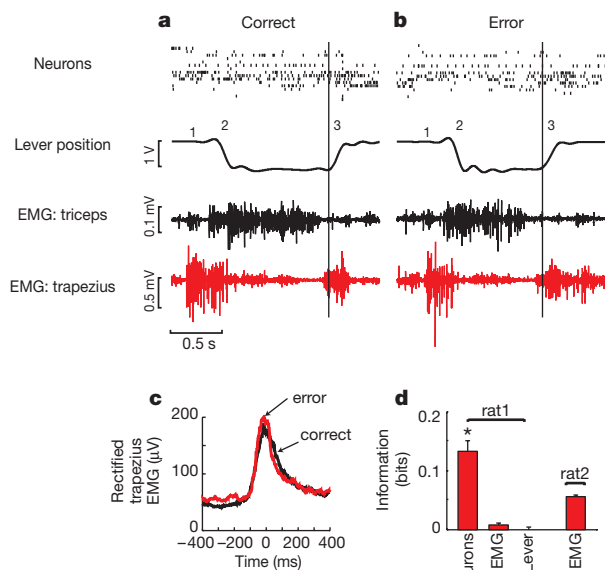 a Correct
b Error
Neurons
Lever position
1 V
1 2 3
1 2 3
EMG: triceps
0.1 mV
EMG: trapezius
0.5 mV
0.5 s
c
error
correct
Rectified
trapezius
EMG (µV)
200
100
0
−400 −200 0 200 400
Time (ms)
d
rat1
*
rat2
Information
(bits)
0.2
0.1
0
EMG
EMG